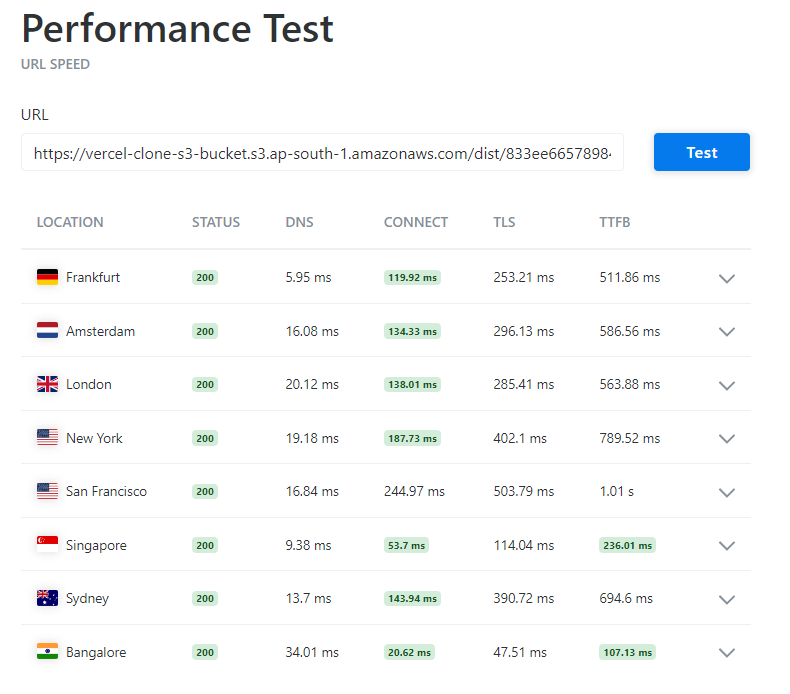 Performance Test
URL SPEED
URL
https://vercel-clone-s3-bucket.s3.ap-south-1.amazonaws.com/dist/833ee6657898
Test
LOCATION STATUS DNS CONNECT TLS TTFB
Frankfurt 200 5.95 ms 119.92 ms 253.21 ms 511.86 ms
Amsterdam 200 16.08 ms 134.33 ms 296.13 ms 586.56 ms
London 200 20.12 ms 138.01 ms 285.41 ms 563.88 ms
New York 200 19.18 ms 187.73 ms 402.1 ms 789.52 ms
San Francisco 200 16.84 ms 244.97 ms 503.79 ms 1.01 s
Singapore 200 9.38 ms 53.7 ms 114.04 ms 236.01 ms
Sydney 200 13.7 ms 143.94 ms 390.72 ms 694.6 ms
Bangalore 200 34.01 ms 20.62 ms 47.51 ms 107.13 ms